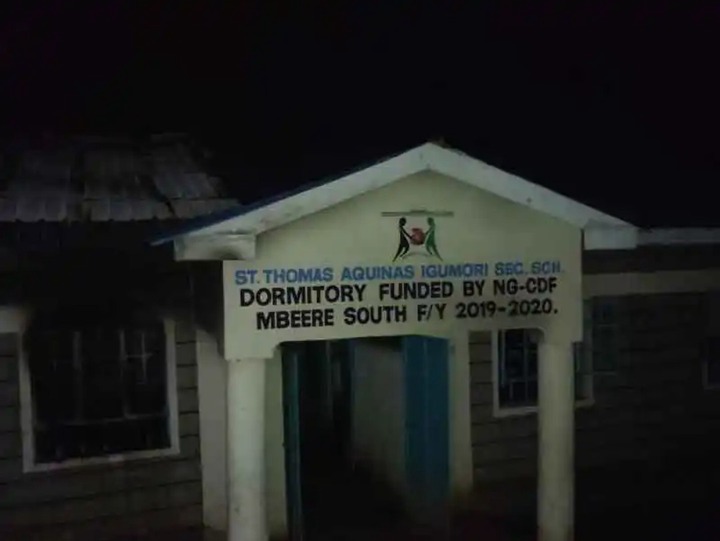 ST. THOMAS AQUINAS IGUMORI SEC. SCH.
DORMITORY FUNDED BY NG-CDF
MBEERE SOUTH F/Y 2019-2020.